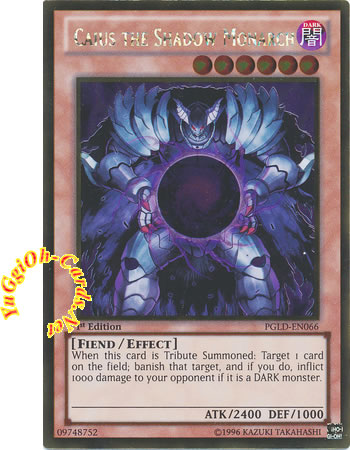 CAIUS THE SHADOW MONARCH
DARK
闇
YuGgiOh-Cards.Net
1st Edition
PGLD-EN066
[FIEND / EFFECT]
When this card is Tribute Summoned: Target 1 card
on the field; banish that target, and if you do, inflict
1000 damage to your opponent if it is a DARK monster.
ATK/2400 DEF/1000
09748752
©1996 KAZUKI TAKAHASHI